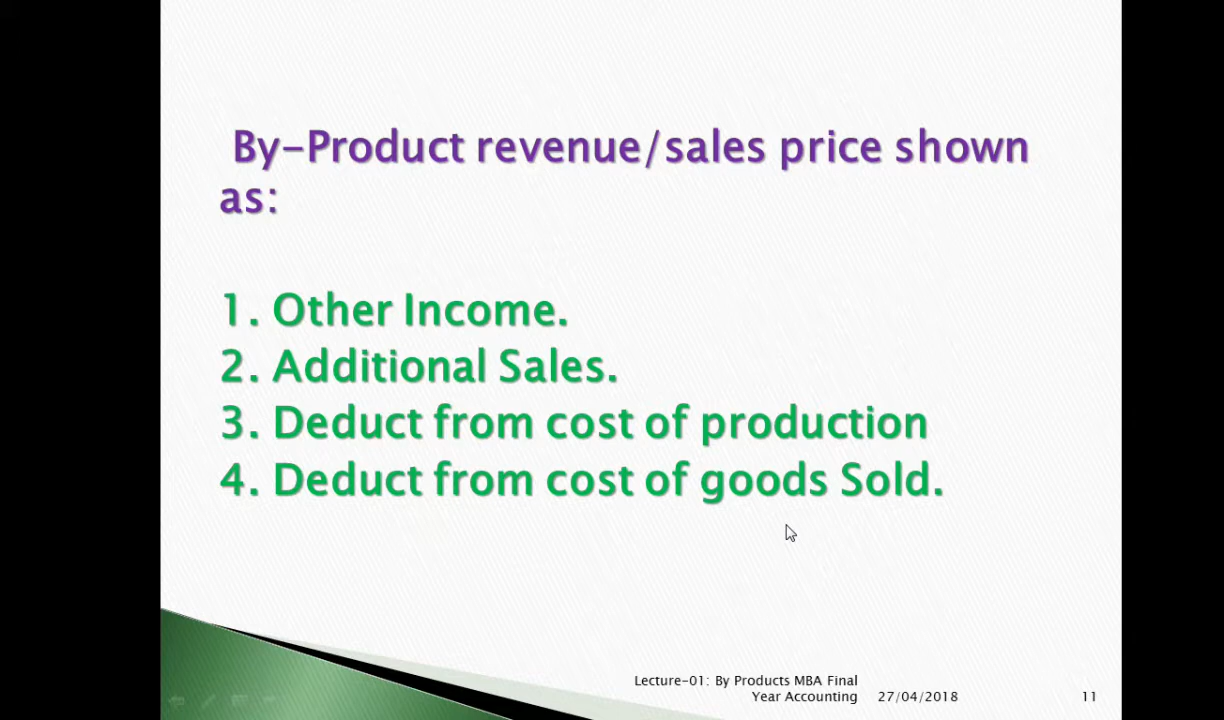 By-Product revenue/sales price shown
as:
1. Other Income.
2. Additional Sales.
3. Deduct from cost of production
4. Deduct from cost of goods Sold.
Lecture-01: By Products MBA Final
Year Accounting 27/04/2018 11